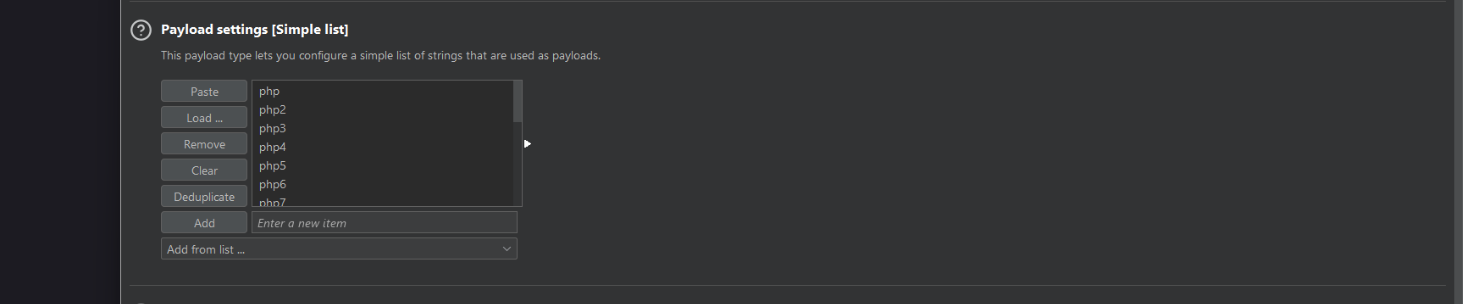 Payload settings [Simple list]
This payload type lets you configure a simple list of strings that are used as payloads.
Paste
Load ...
Remove
Clear
Deduplicate
php
php2
php3
php4
php5
php6
php7
Add
Enter a new item
Add from list ...